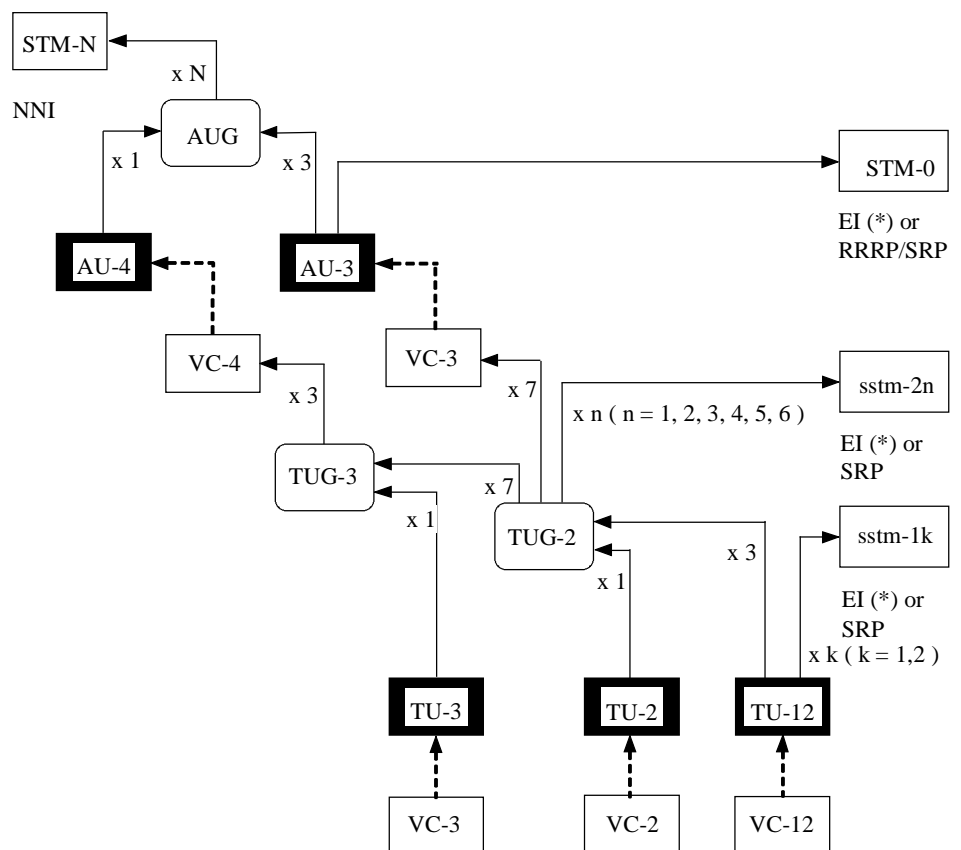 STM-N
x N
NNI
AUG
x 1
x 3
STM-0
EI (*) or
RRRP/SRP
AU-4
AU-3
VC-4
VC-3
x 3
x 7
sstm-2n
x n ( n = 1, 2, 3, 4, 5, 6 )
EI (*) or
SRP
TUG-3
x 7
x 1
TUG-2
x 3
sstm-1k
x 1
EI (*) or
SRP
x k ( k = 1,2 )
TU-3
TU-2
TU-12
VC-3
VC-2
VC-12